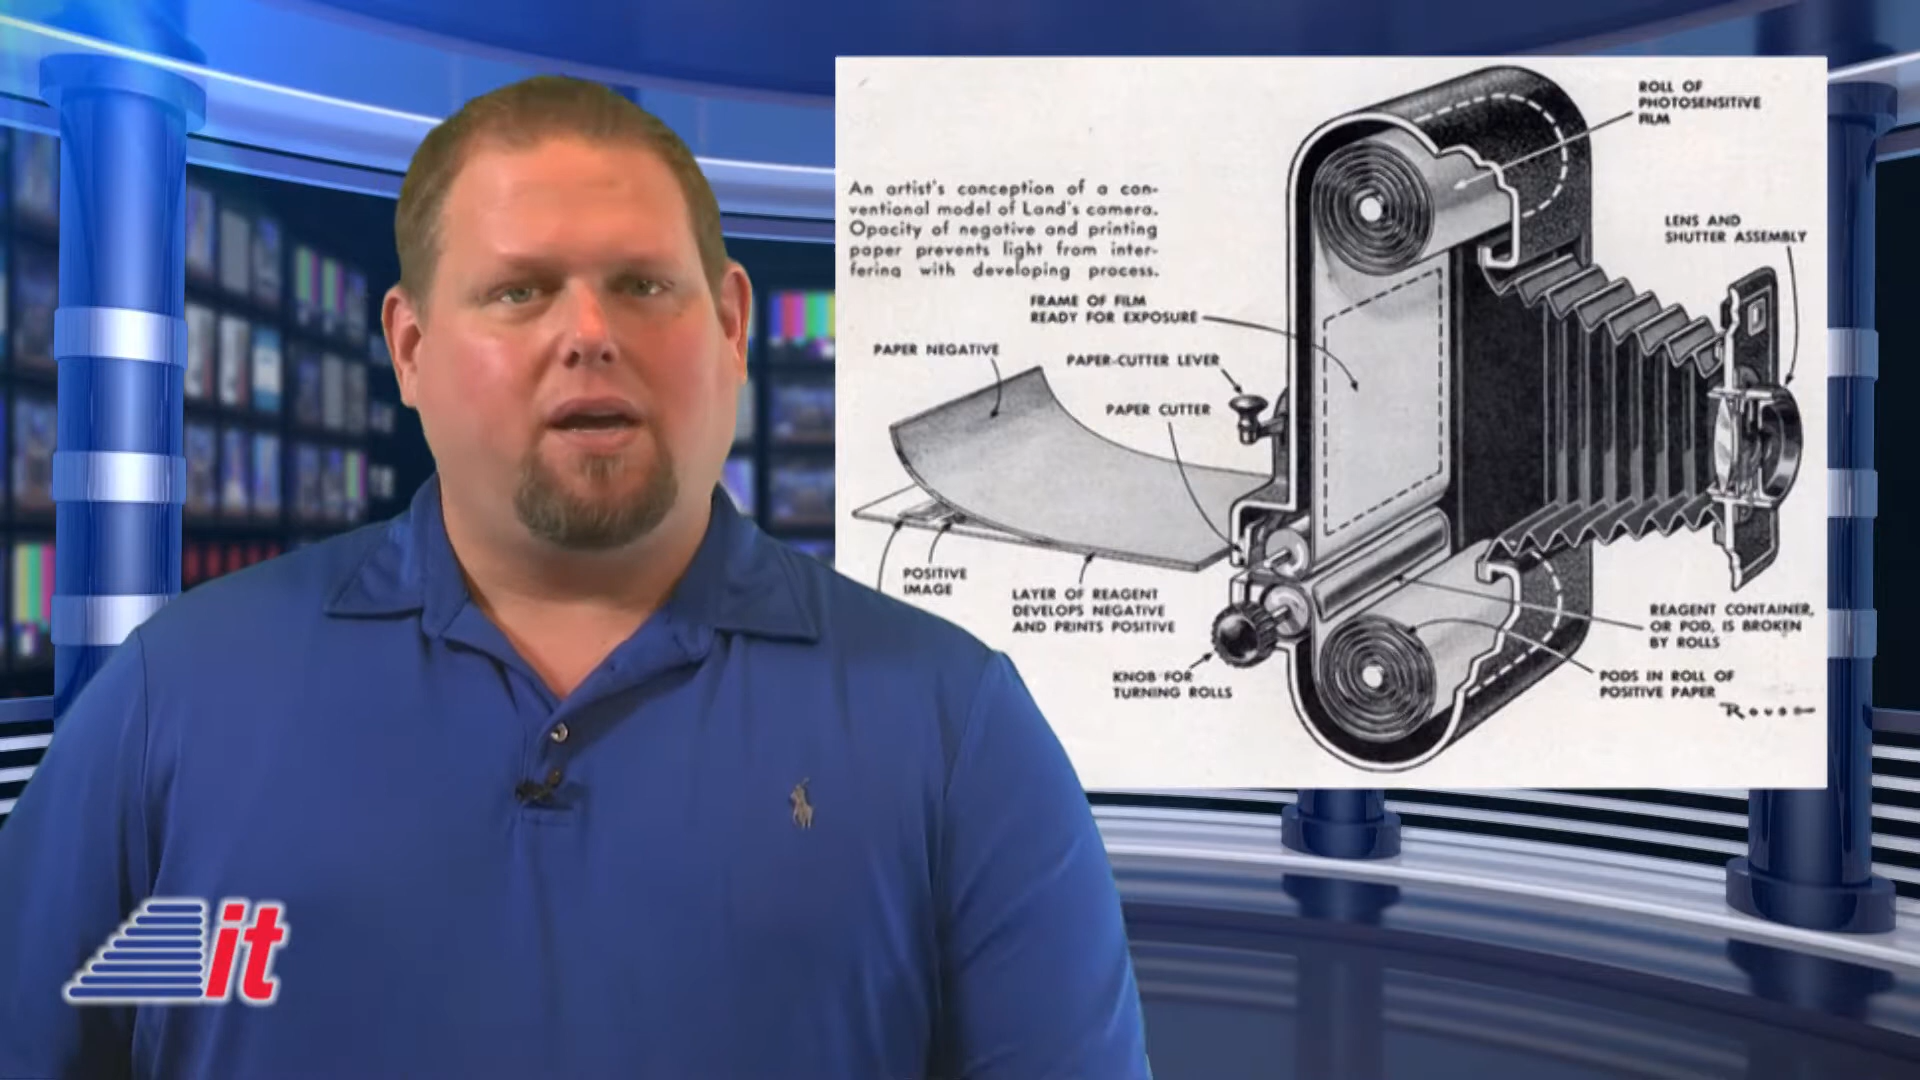 An artist's conception of a con-
ventional model of Land's camera.
Opacity of negative and printing
paper prevents light from inter-
fering with developing process.
ROLL OF
PHOTOSENSITIVE
FILM
LENS AND
SHUTTER ASSEMBLY
FRAME OF FILM
READY FOR EXPOSURE
PAPER NEGATIVE
PAPER-CUTTER LEVER
PAPER CUTTER
POSITIVE
IMAGE
LAYER OF REAGENT
DEVELOPS NEGATIVE
AND PRINTS POSITIVE
KNOB FOR
TURNING ROLLS
REAGENT CONTAINER,
OR POD, IS BROKEN
BY ROLLS
PODS IN ROLL OF
POSITIVE PAPER
it